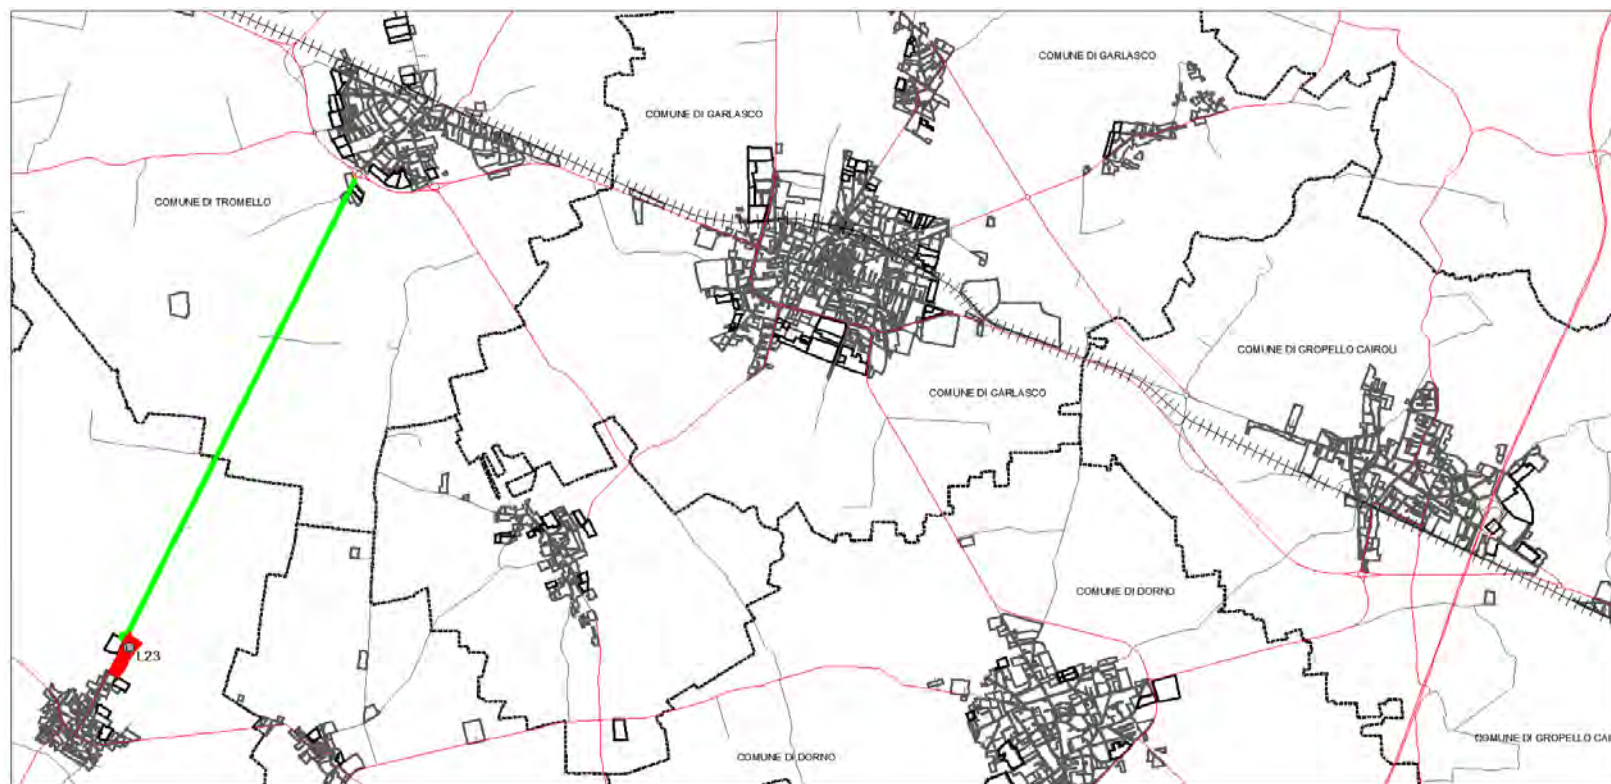 COMUNE DI GARLASCO
COMUNE DI GARLASCO
COMUNE DI TROMELLO
COMUNE DI GROPELLO CAIROLI
COMUNE DI GARLASCO
COMUNE DI DORNO
L23
COMUNE DI GROPELLO CAI
COMUNE DI DORNO